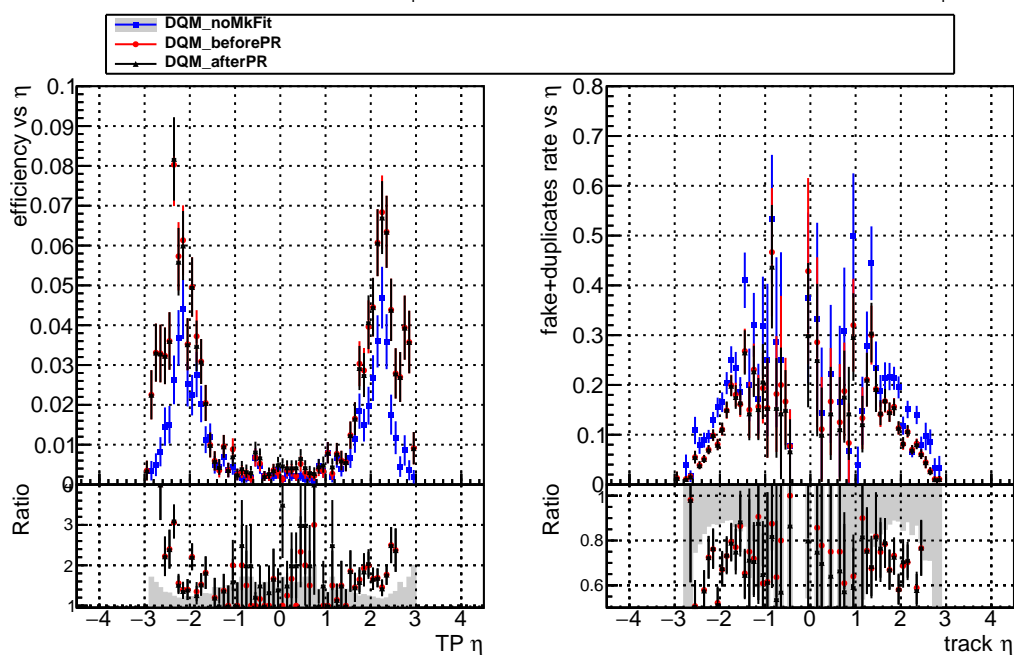 DQM_noMkFit
DQM_beforePR
DQM_afterPR
efficiency vs η
0.1
0.09
0.08
0.07
0.06
0.05
0.04
0.03
0.02
0.01
0
Ratio
3
2
1
−4 −3 −2 −1 0 1 2 3 4
TP η
fake+duplicates rate vs η
0.8
0.7
0.6
0.5
0.4
0.3
0.2
0.1
0
Ratio
1
0.8
0.6
−4 −3 −2 −1 0 1 2 3 4
track η